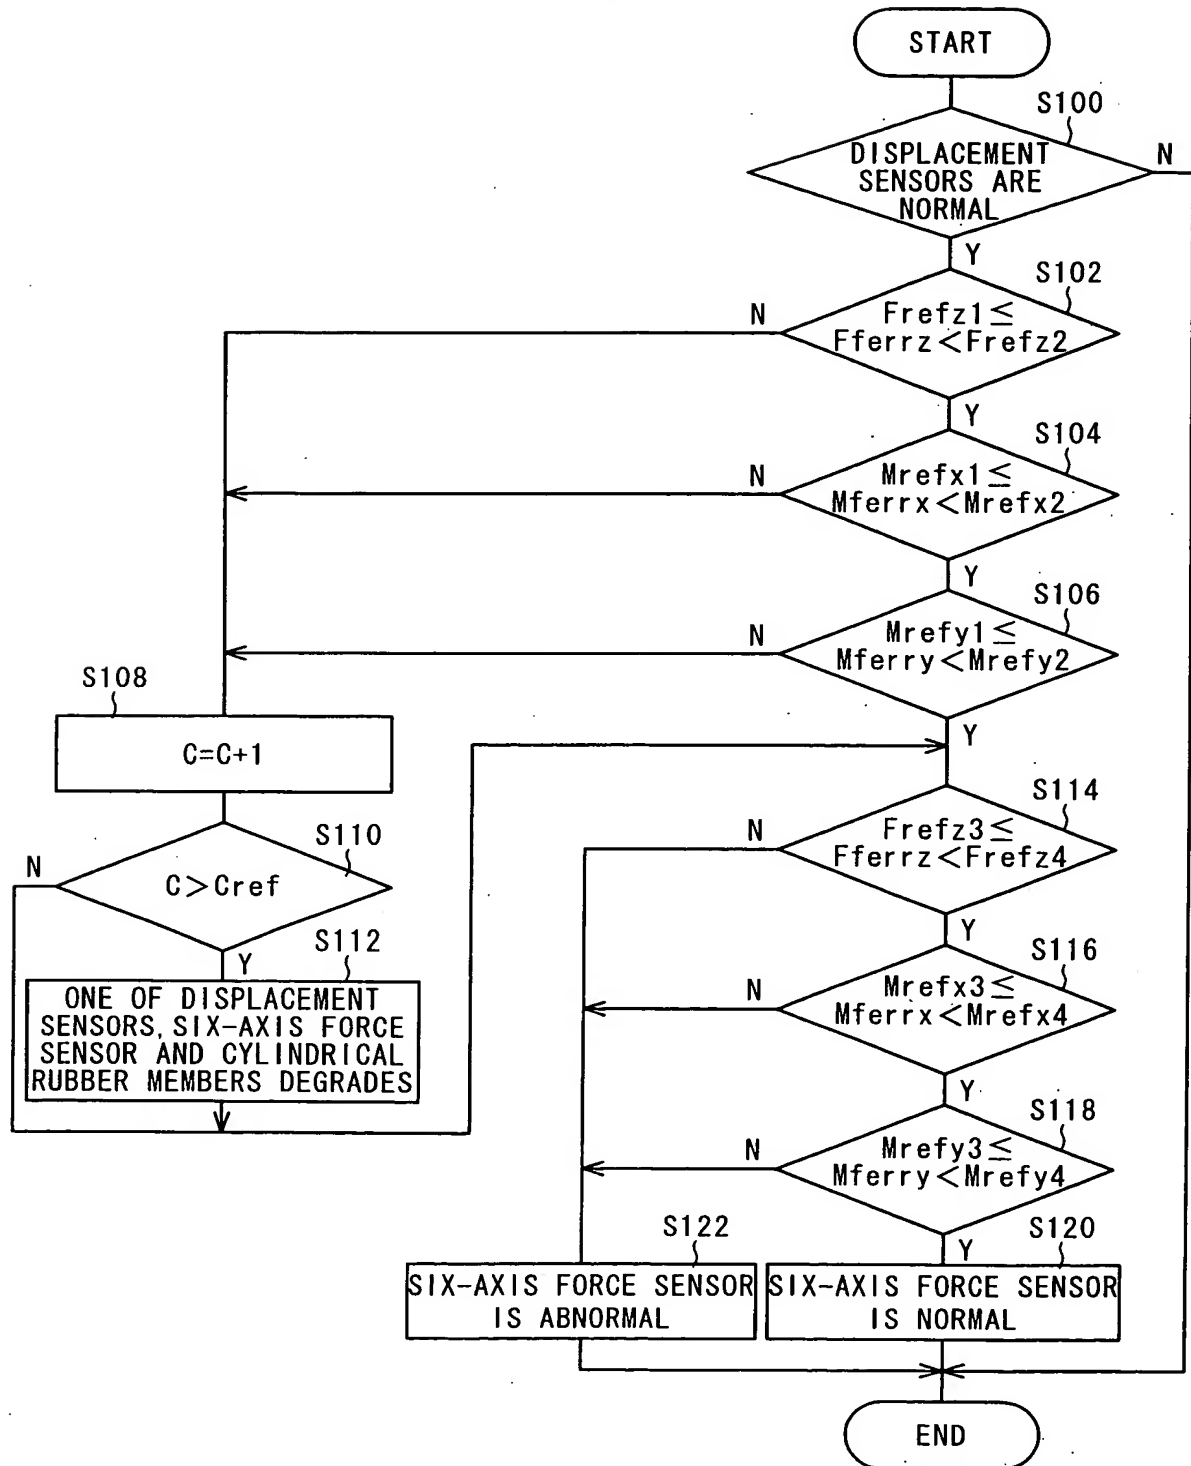 START
S100
DISPLACEMENT
SENSORS ARE
NORMAL
N
Y
S102
Frefz1≤
Fferrz<Frefz2
N
Y
S104
Mrefx1≤
Mferrx<Mrefx2
N
Y
S106
Mrefy1≤
Mferry<Mrefy2
N
Y
S108
C=C+1
S110
C>Cref
N
Y
S112
ONE OF DISPLACEMENT
SENSORS, SIX-AXIS FORCE
SENSOR AND CYLINDRICAL
RUBBER MEMBERS DEGRADES
S114
Frefz3≤
Fferrz<Frefz4
N
Y
S116
Mrefx3≤
Mferrx<Mrefx4
N
Y
S118
Mrefy3≤
Mferry<Mrefy4
N
Y
S122
SIX-AXIS FORCE SENSOR
IS ABNORMAL
S120
SIX-AXIS FORCE SENSOR
IS NORMAL
END